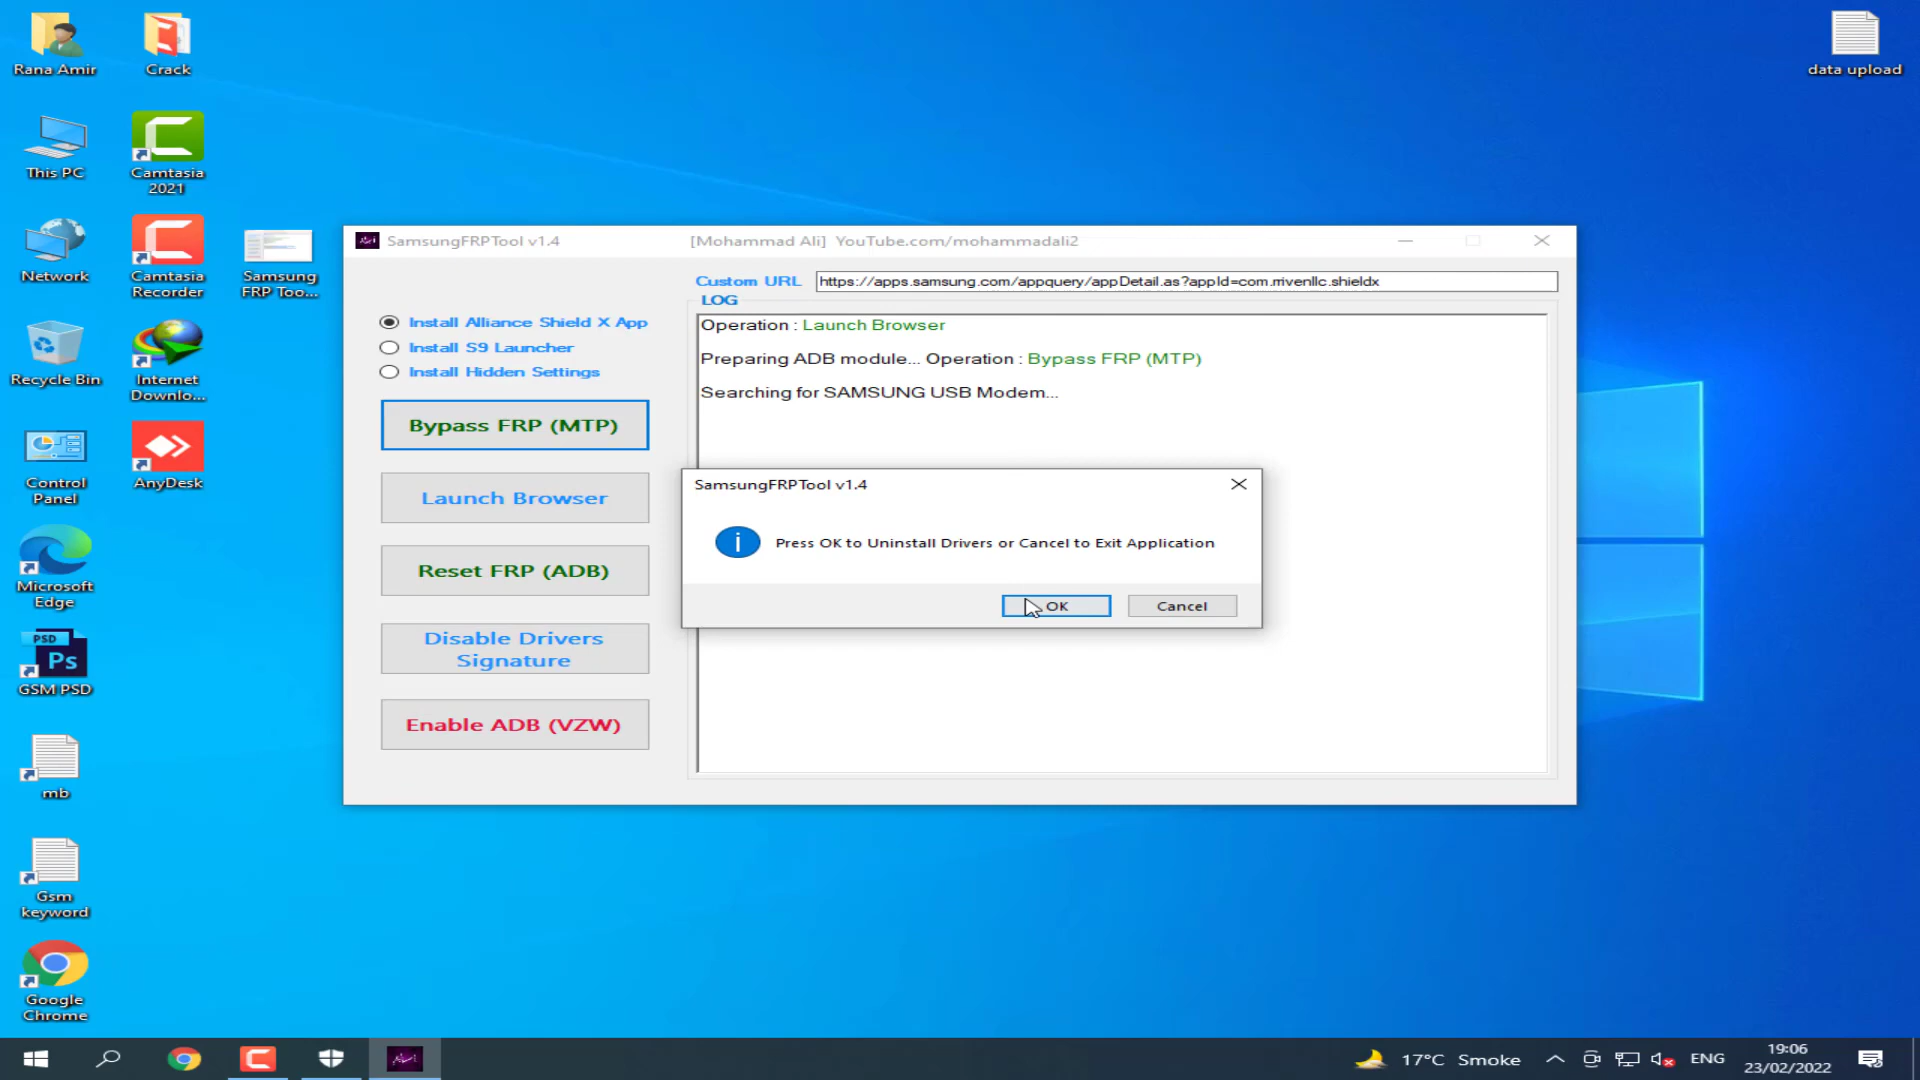 Rana Amir
Crack
data upload
This PC
Camtasia
2021
Network
Camtasia
Recorder
Samsung
FRP Too...
Recycle Bin
Internet
Downlo...
Control
Panel
AnyDesk
Microsoft
Edge
PSD
Ps
GSM PSD
mb
Gsm
keyword
Google
Chrome
SamsungFRPTool v1.4
[Mohammad Ali] YouTube.com/mohammadali2
Custom URL
https://apps.samsung.com/appquery/appDetail.as?appId=com.rrivenllc.shieldx
LOG
Install Alliance Shield X App
Install S9 Launcher
Install Hidden Settings
Bypass FRP (MTP)
Launch Browser
Reset FRP (ADB)
Disable Drivers
Signature
Enable ADB (VZW)
Operation : Launch Browser
Preparing ADB module... Operation : Bypass FRP (MTP)
Searching for SAMSUNG USB Modem...
SamsungFRPTool v1.4
Press OK to Uninstall Drivers or Cancel to Exit Application
OK
Cancel
17°C Smoke
ENG
19:06
23/02/2022